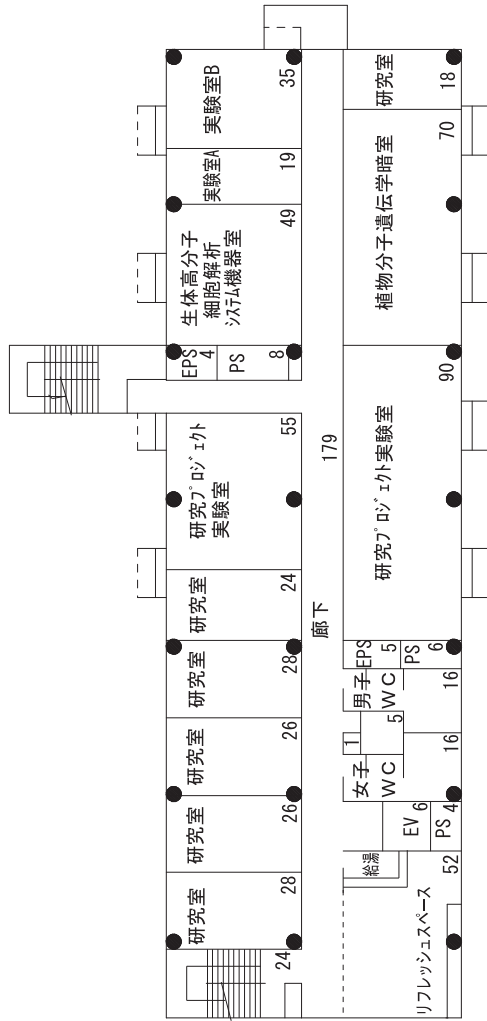 24
研究室
28
研究室
26
研究室
26
研究室
28
研究室
24
研究ﾌﾟﾛｼﾞｪｸﾄ
実験室
55
EPS
4
PS
8
生体高分子
細胞解析
ｼｽﾃﾑ機器室
49
実験室A
19
実験室B
35
廊下
179
給湯
リフレッシュスペース
52
EV
6
PS
4
女子
WC
16
1
5
男子
WC
16
EPS
5
PS
6
研究ﾌﾟﾛｼﾞｪｸﾄ実験室
90
植物分子遺伝学暗室
70
研究室
18